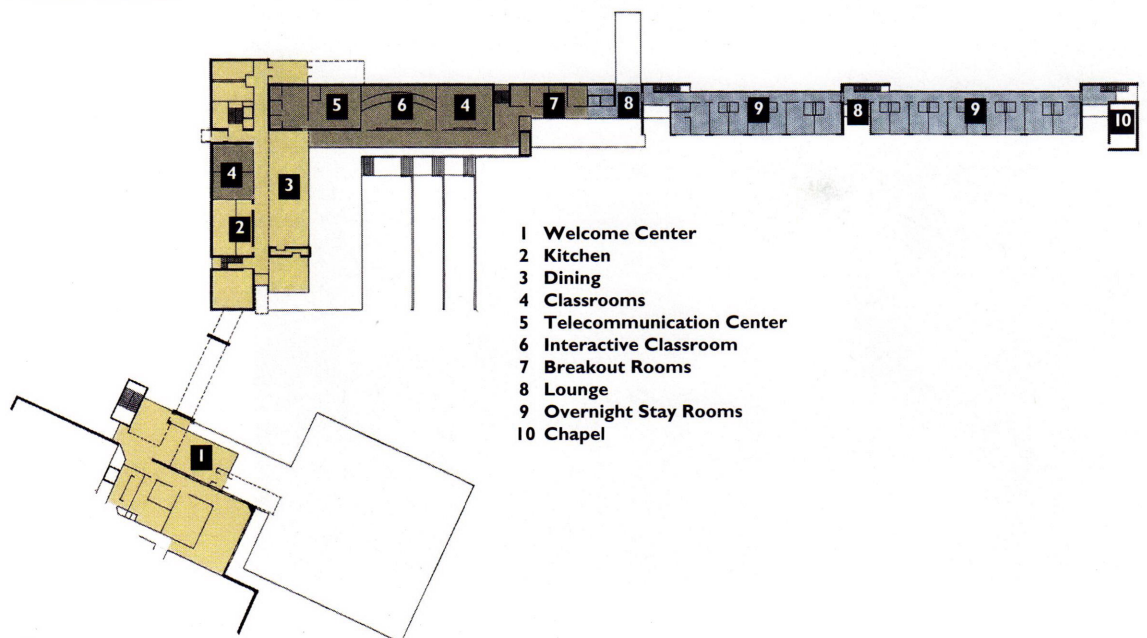 5
6
4
7
8
9
8
9
10
4
3
2
1 Welcome Center
2 Kitchen
3 Dining
4 Classrooms
5 Telecommunication Center
6 Interactive Classroom
7 Breakout Rooms
8 Lounge
9 Overnight Stay Rooms
10 Chapel
1